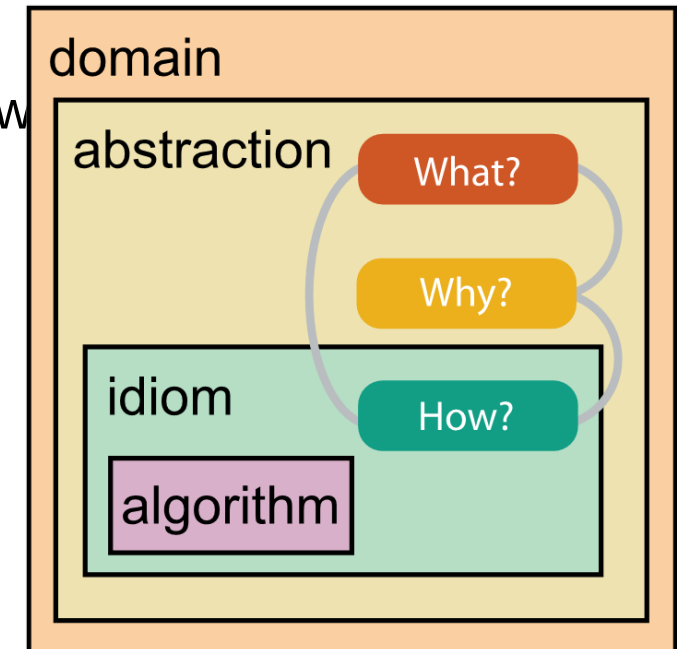 domain
w
abstraction
What?
Why?
idiom
How?
algorithm